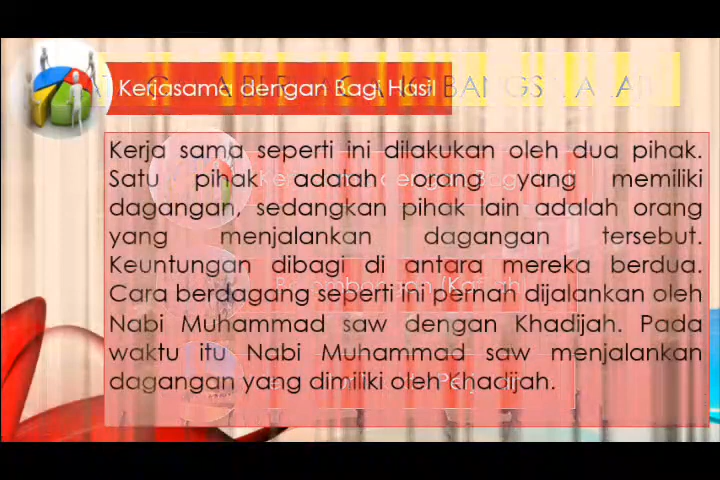 Kerjasama dengan Bagi Hasil
Kerja sama seperti ini dilakukan oleh dua pihak.
Satu pihak adalah orang yang memiliki
dagangan, sedangkan pihak lain adalah orang
yang menjalankan dagangan tersebut.
Keuntungan dibagi di antara mereka berdua.
Cara berdagang seperti ini pernah dijalankan oleh
Nabi Muhammad saw dengan Khadijah. Pada
waktu itu Nabi Muhammad saw menjalankan
dagangan yang dimiliki oleh Khadijah.